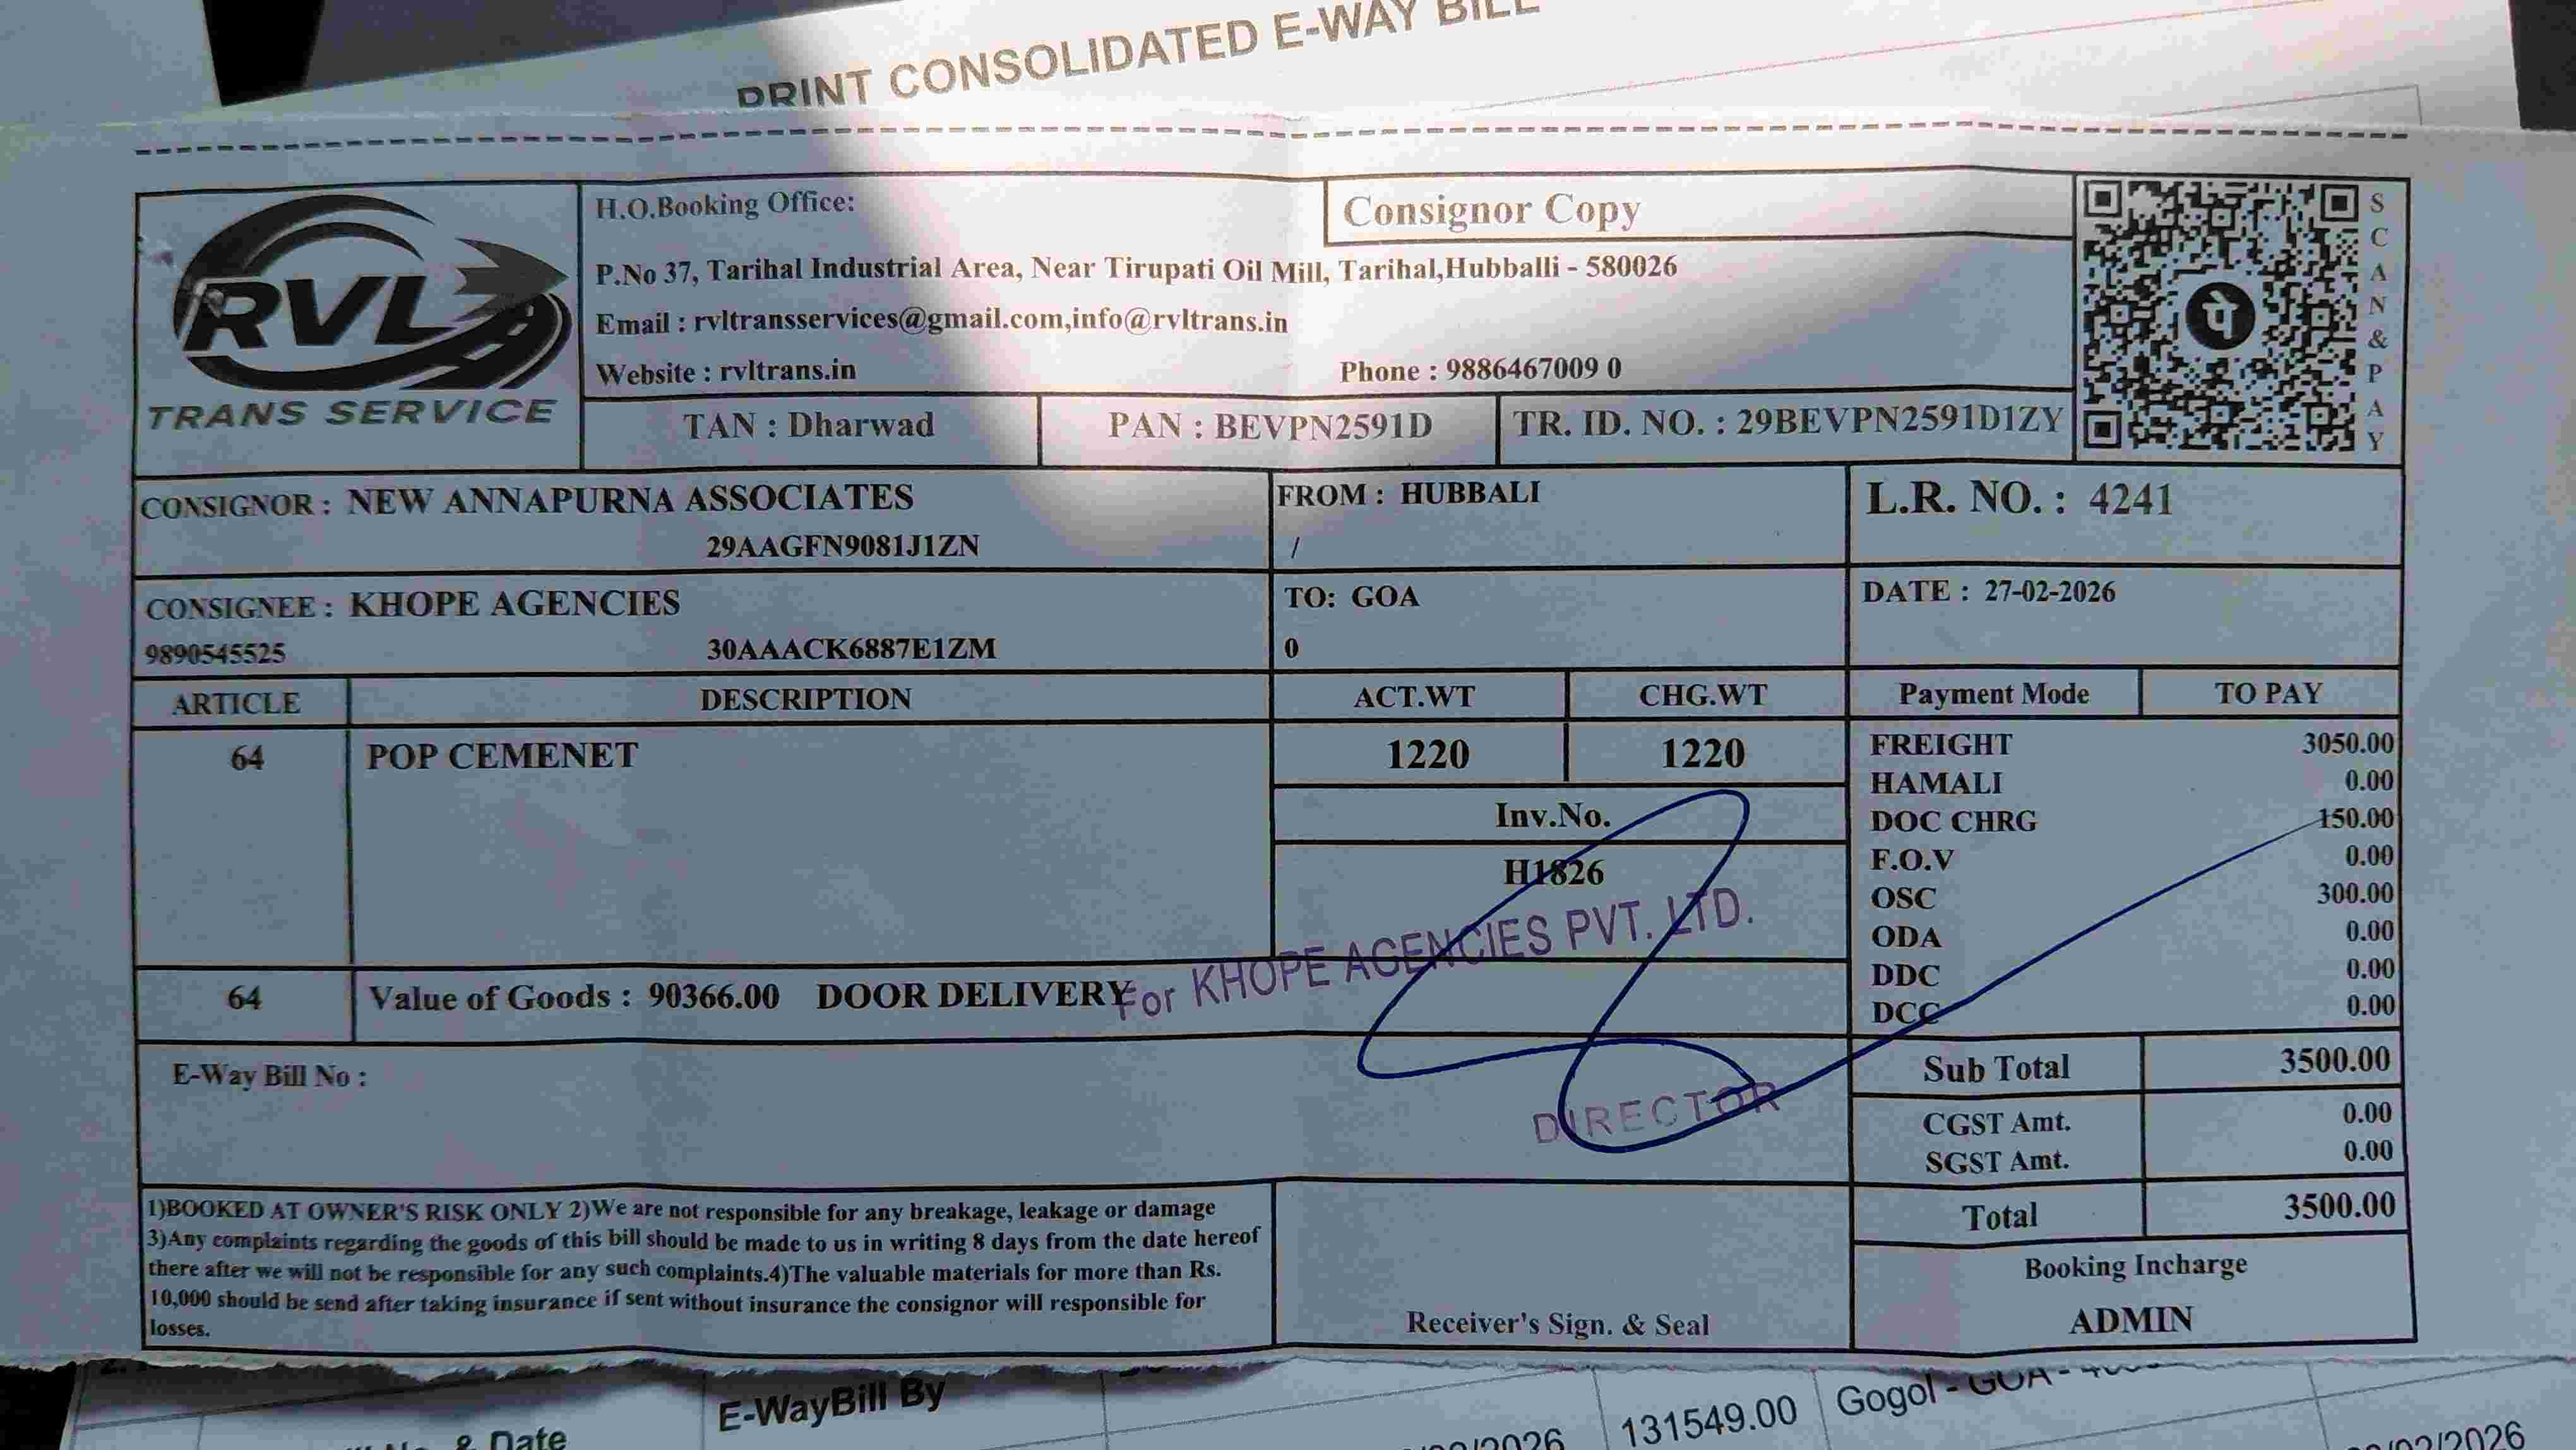 PRINT CONSOLIDATED E-WAY BILL
RVL
TRANS SERVICE
H.O.Booking Office:
Consignor Copy
P.No 37, Tarihal Industrial Area, Near Tirupati Oil Mill, Tarihal,Hubballi - 580026
Email : rvltransservices@gmail.com,info@rvltrans.in
Website : rvltrans.in Phone : 9886467009 0
TAN : Dharwad PAN : BEVPN2591D TR. ID. NO. : 29BEVPN2591D1ZY
पे
SCAN & PAY
CONSIGNOR : NEW ANNAPURNA ASSOCIATES FROM : HUBBALI L.R. NO. : 4241
29AAGFN9081J1ZN /
CONSIGNEE : KHOPE AGENCIES TO: GOA DATE : 27-02-2026
9890545525 30AAACK6887E1ZM 0
ARTICLE DESCRIPTION ACT.WT CHG.WT Payment Mode TO PAY
64 POP CEMENET 1220 1220 FREIGHT 3050.00
HAMALI 0.00
Inv.No. DOC CHRG 150.00
H1826 F.O.V 0.00
OSC 300.00
ODA 0.00
DDC 0.00
DCC 0.00
64 Value of Goods : 90366.00 DOOR DELIVERY
For KHOPE AGENCIES PVT. LTD.
DIRECTOR
E-Way Bill No :
Sub Total 3500.00
CGST Amt. 0.00
SGST Amt. 0.00
Total 3500.00
1)BOOKED AT OWNER'S RISK ONLY 2)We are not responsible for any breakage, leakage or damage
3)Any complaints regarding the goods of this bill should be made to us in writing 8 days from the date hereof
there after we will not be responsible for any such complaints.4)The valuable materials for more than Rs.
10,000 should be send after taking insurance if sent without insurance the consignor will responsible for
losses.
Receiver's Sign. & Seal
Booking Incharge
ADMIN
E-WayBill By
& Date
131549.00
Gogol - GOA -